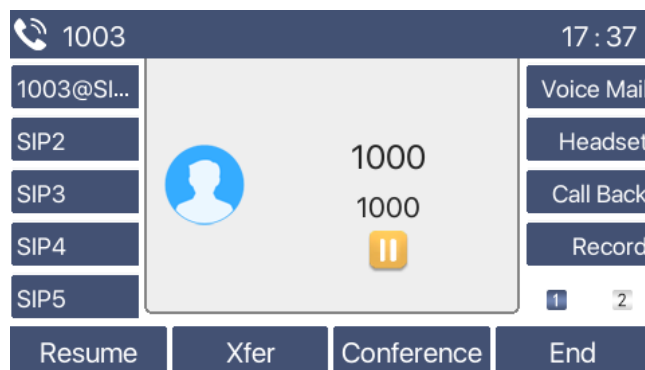 1003
17 : 37
1003@SI...
SIP2
SIP3
SIP4
SIP5
1000
1000
Voice Mail
Headset
Call Back
Record
1 2
Resume Xfer Conference End